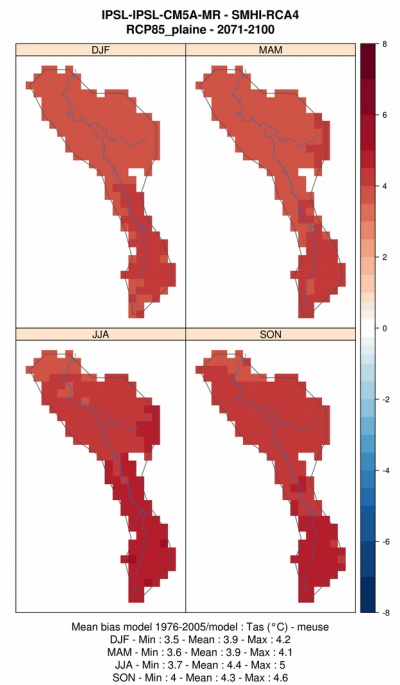 IPSL-IPSL-CM5A-MR - SMHI-RCA4
RCP85_plaine - 2071-2100
DJF
MAM
JJA
SON
8
6
4
2
0
-2
-4
-6
-8
Mean bias model 1976-2005/model : Tas (°C) - meuse
DJF - Min : 3.5 - Mean : 3.9 - Max : 4.2
MAM - Min : 3.6 - Mean : 3.9 - Max : 4.1
JJA - Min : 3.7 - Mean : 4.4 - Max : 5
SON - Min : 4 - Mean : 4.3 - Max : 4.6